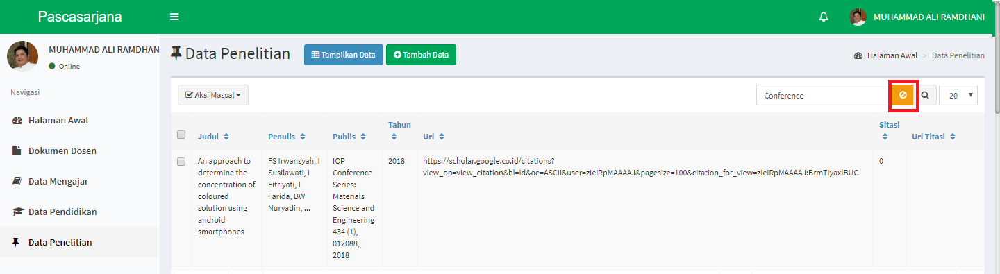 Pascasarjana
MUHAMMAD ALI RAMDHANI
MUHAMMAD ALI RAMDHAN
Online
Navigasi
Halaman Awal
Dokumen Dosen
Data Mengajar
Data Pendidikan
Data Penelitian
Data Penelitian
Tampilkan Data
Tambah Data
Halaman Awal > Data Penelitian
Aksi Massal
Conference
20
Judul
Penulis
Publis
Tahun
Url
Sitasi
Url Titasi
An approach to
determine the
concentration of
coloured
solution using
android
smartphones
FS Irwansyah, I
Susilawati, I
Fitriyati, I
Farida, BW
Nuryadin, ...
IOP
Conference
Series:
Materials
Science and
Engineering
434 (1),
012088,
2018
2018
https://scholar.google.co.id/citations?
view_op=view_citation&hl=id&oe=ASCII&user=zIeiRpMAAAAJ&pagesize=100&citation_for_view=zIeiRpMAAAAJ:BrmTIyaxlBUC
0